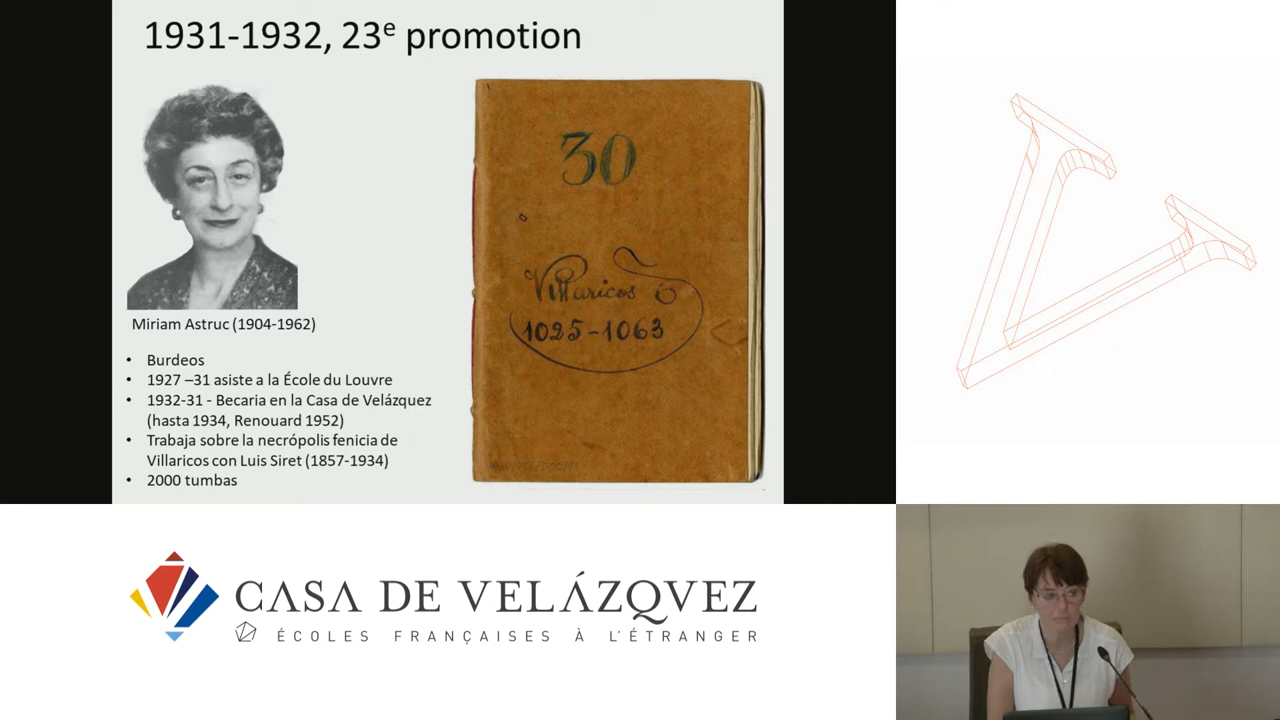 1931-1932, 23e promotion
30
Villaricos
1025-1063
Miriam Astruc (1904-1962)
• Burdeos
• 1927 –31 asiste a la École du Louvre
• 1932-31 - Becaria en la Casa de Velázquez
(hasta 1934, Renouard 1952)
• Trabaja sobre la necrópolis fenicia de
Villaricos con Luis Siret (1857-1934)
• 2000 tumbas
CASA DE VELÁZQVEZ
ÉCOLES FRANÇAISES À L'ÉTRANGER